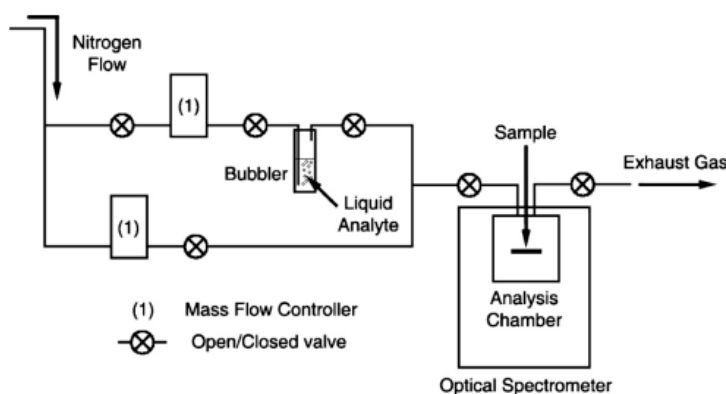 Nitrogen
Flow
(1)
Bubbler
Liquid
Analyte
(1)
Sample
Exhaust Gas
Analysis
Chamber
Optical Spectrometer
(1) Mass Flow Controller
Open/Closed valve